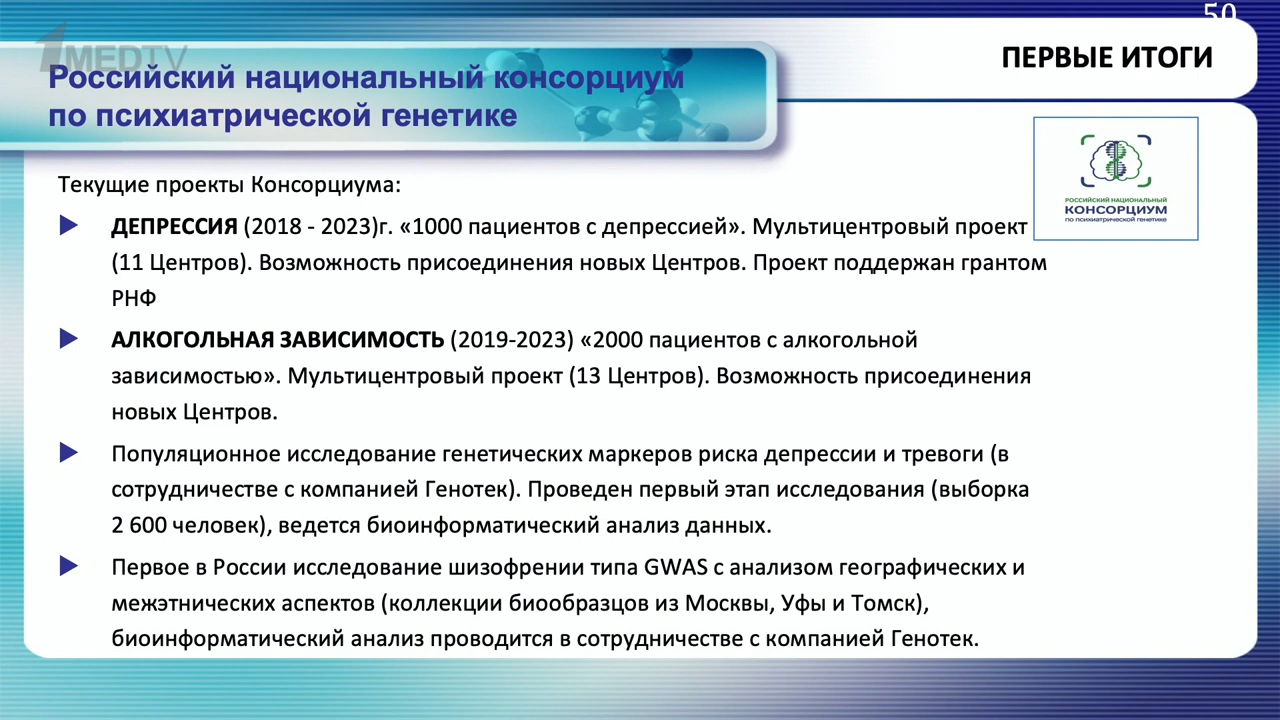 50
1MEDTV
ПЕРВЫЕ ИТОГИ
Российский национальный консорциум
по психиатрической генетике
РОССИЙСКИЙ НАЦИОНАЛЬНЫЙ
КОНСОРЦИУМ
по психиатрической генетике
Текущие проекты Консорциума:
ДЕПРЕССИЯ (2018 - 2023)г. «1000 пациентов с депрессией». Мультицентровый проект
(11 Центров). Возможность присоединения новых Центров. Проект поддержан грантом
РНФ
АЛКОГОЛЬНАЯ ЗАВИСИМОСТЬ (2019-2023) «2000 пациентов с алкогольной
зависимостью». Мультицентровый проект (13 Центров). Возможность присоединения
новых Центров.
Популяционное исследование генетических маркеров риска депрессии и тревоги (в
сотрудничестве с компанией Генотек). Проведен первый этап исследования (выборка
2 600 человек), ведется биоинформатический анализ данных.
Первое в России исследование шизофрении типа GWAS с анализом географических и
межэтнических аспектов (коллекции биообразцов из Москвы, Уфы и Томск),
биоинформатический анализ проводится в сотрудничестве с компанией Генотек.